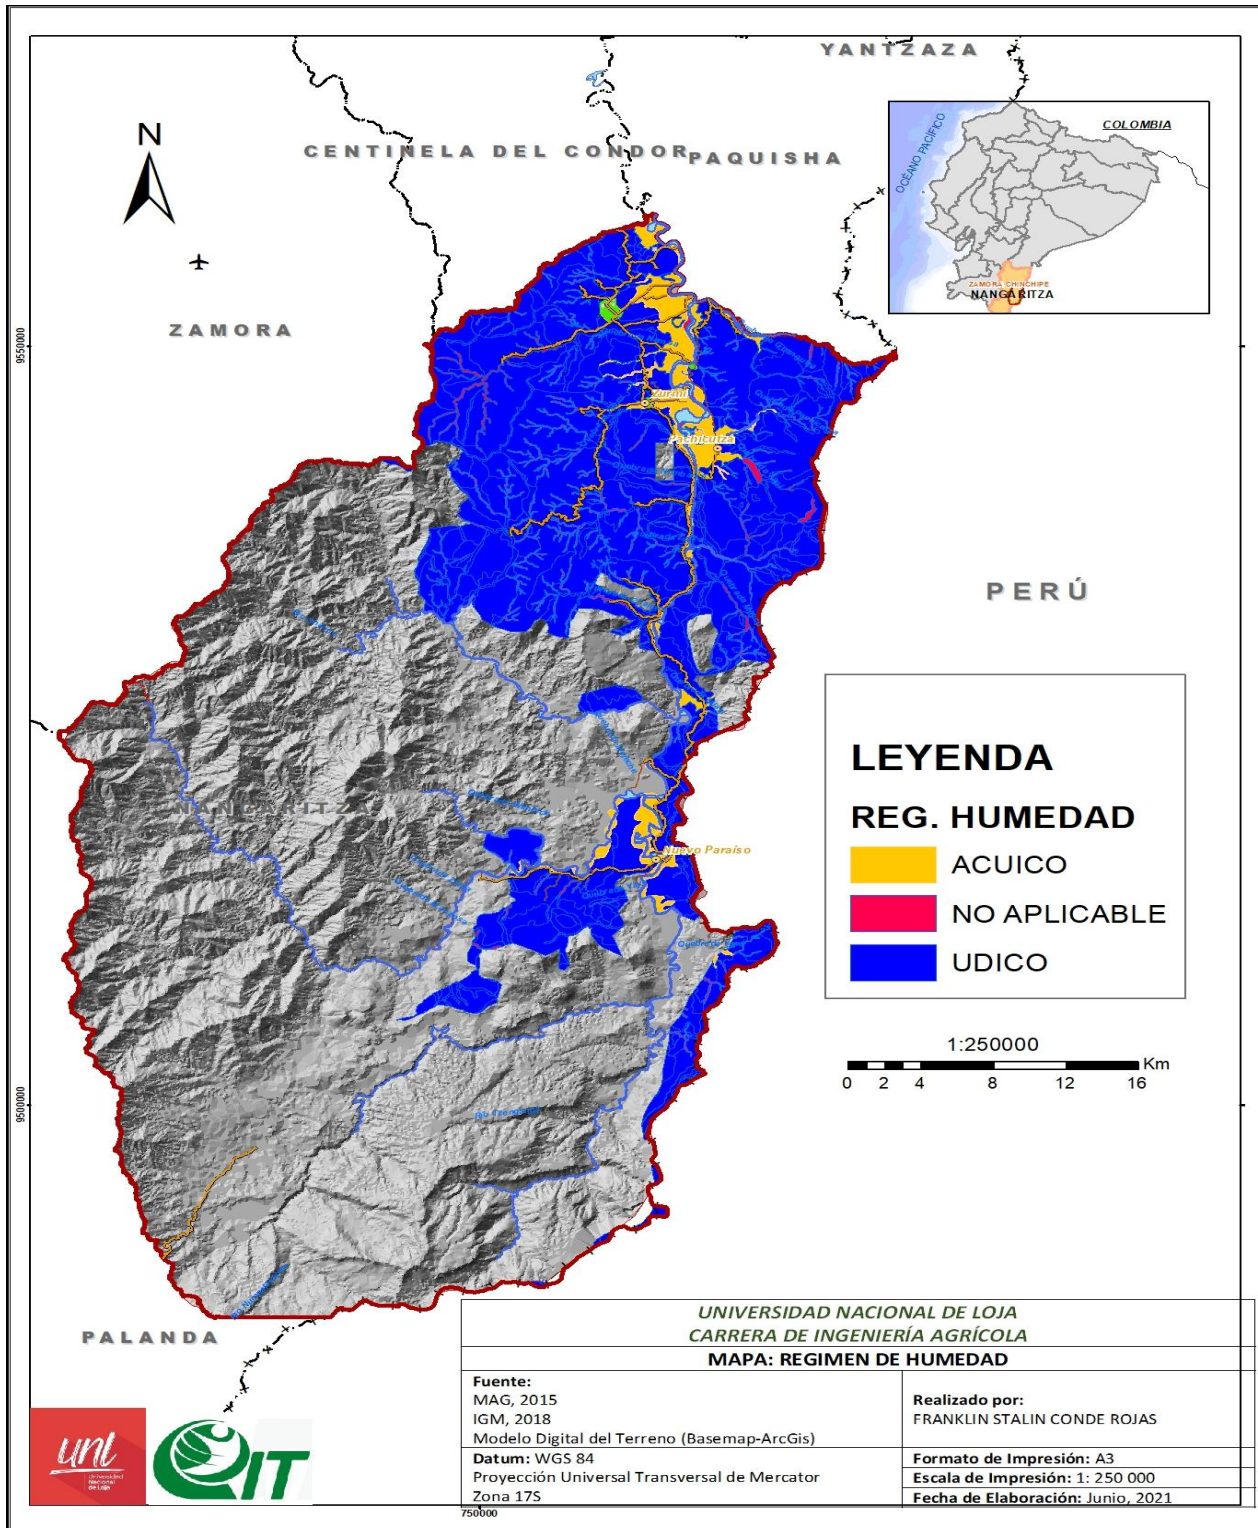 YANTZAZA
COLOMBIA
OCÉANO PACÍFICO
N
CENTINELA DEL CONDOR
PAQUISHA
ZAMORA CHINCHIPE
NANGARITZA
ZAMORA
9550000
Zurmi
Pachicutza
PERÚ
LEYENDA
REG. HUMEDAD
ACUICO
NO APLICABLE
UDICO
NANGARITZA
Nuevo Paraíso
1:250000
0 2 4 8 12 16 Km
9500000
PALANDA
UNIVERSIDAD NACIONAL DE LOJA
CARRERA DE INGENIERÍA AGRÍCOLA
MAPA: REGIMEN DE HUMEDAD
Fuente:
MAG, 2015
IGM, 2018
Modelo Digital del Terreno (Basemap-ArcGis)
Realizado por:
FRANKLIN STALIN CONDE ROJAS
Datum: WGS 84
Proyección Universal Transversal de Mercator
Zona 17S
Formato de Impresión: A3
Escala de Impresión: 1: 250 000
Fecha de Elaboración: Junio, 2021
unl
Universidad
Nacional
de Loja
IT
750000